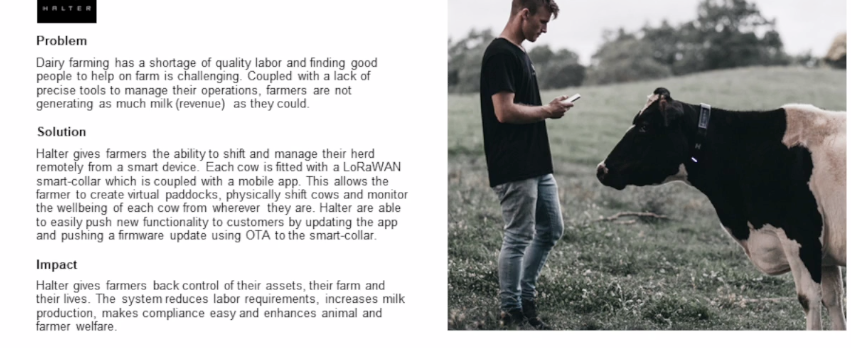 HALTER
Problem
Dairy farming has a shortage of quality labor and finding good
people to help on farm is challenging. Coupled with a lack of
precise tools to manage their operations, farmers are not
generating as much milk (revenue) as they could.
Solution
Halter gives farmers the ability to shift and manage their herd
remotely from a smart device. Each cow is fitted with a LoRaWAN
smart-collar which is coupled with a mobile app. This allows the
farmer to create virtual paddocks, physically shift cows and monitor
the wellbeing of each cow from wherever they are. Halter are able
to easily push new functionality to customers by updating the app
and pushing a firmware update using OTA to the smart-collar.
Impact
Halter gives farmers back control of their assets, their farm and
their lives. The system reduces labor requirements, increases milk
production, makes compliance easy and enhances animal and
farmer welfare.